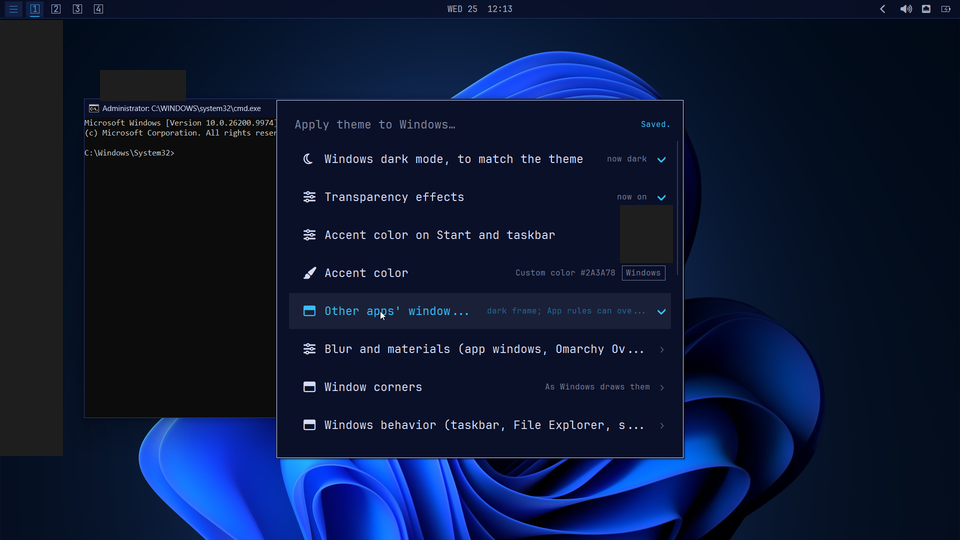 1 2 3 4
WED 25 12:13
Administrator: C:\WINDOWS\system32\cmd.exe
Microsoft Windows [Version 10.0.26200.9974]
(c) Microsoft Corporation. All rights reser
C:\Windows\System32>
Apply theme to Windows…
Saved.
Windows dark mode, to match the theme now dark
Transparency effects now on
Accent color on Start and taskbar
Accent color Custom color #2A3A78 Windows
Other apps' window... dark frame; App rules can ove...
Blur and materials (app windows, Omarchy Ov...
Window corners As Windows draws them
Windows behavior (taskbar, File Explorer, s...